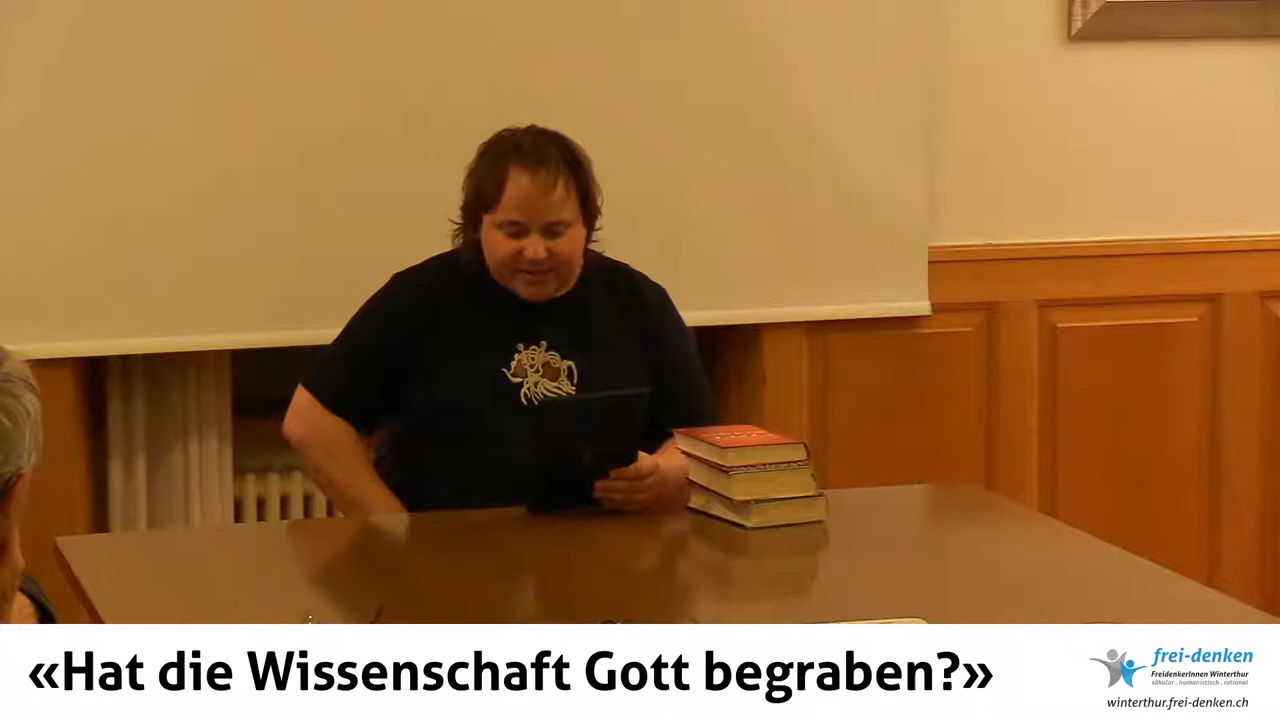 «Hat die Wissenschaft Gott begraben?»
frei-denken
FreidenkerInnen Winterthur
säkular . humanistisch . rational
winterthur.frei-denken.ch